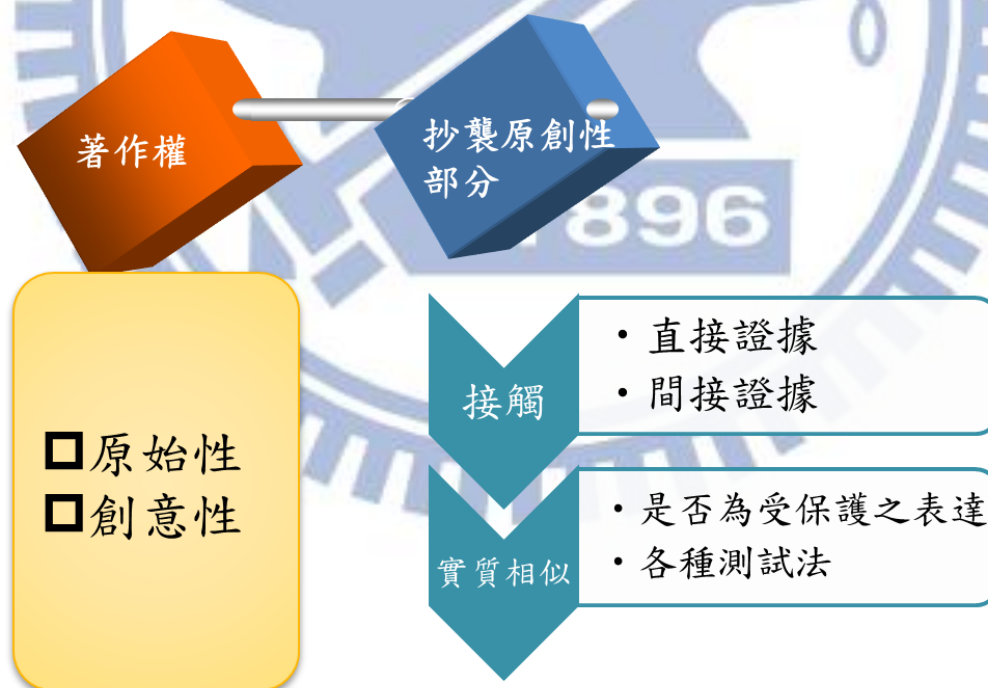 著作權
抄襲原創性
部分
1896
原始性
創意性
接觸
• 直接證據
• 間接證據
實質相似
• 是否為受保護之表達
• 各種測試法